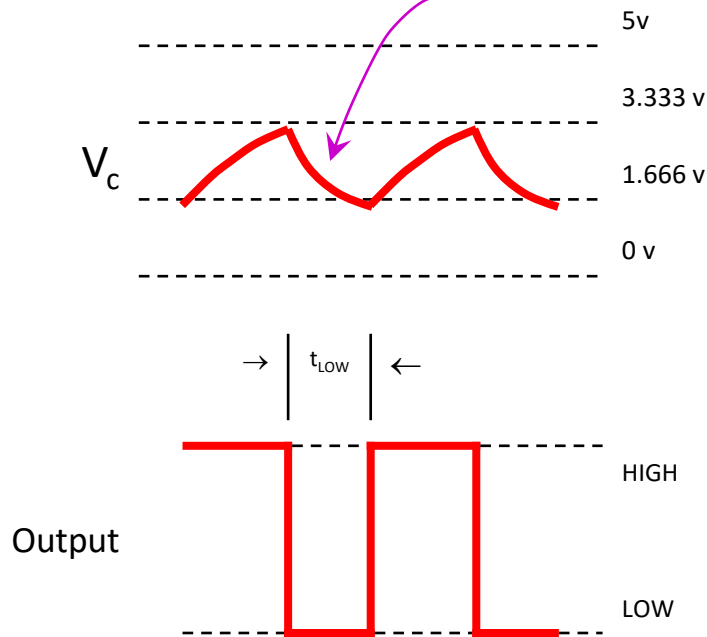 5v
3.333 v
V_c
1.666 v
0 v
→ t_LOW ←
HIGH
Output
LOW